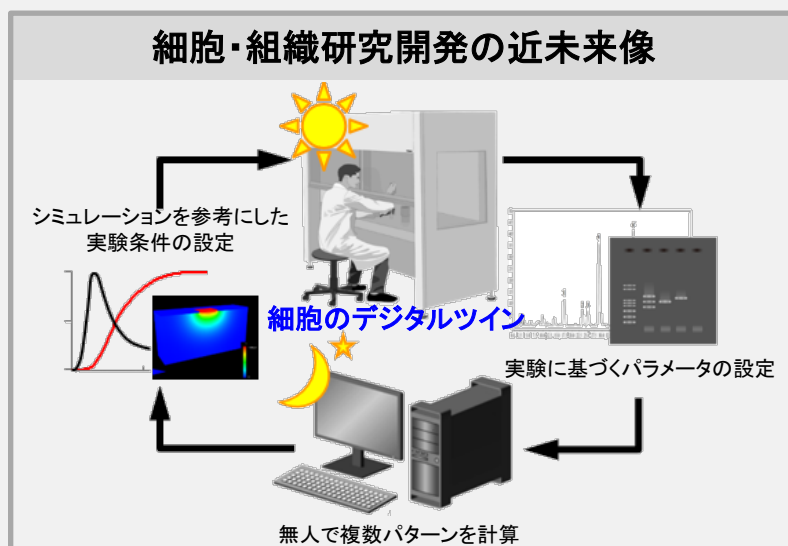 細胞・組織研究開発の近未来像
シミュレーションを参考にした
実験条件の設定
細胞のデジタルツイン
実験に基づくパラメータの設定
無人で複数パターンを計算